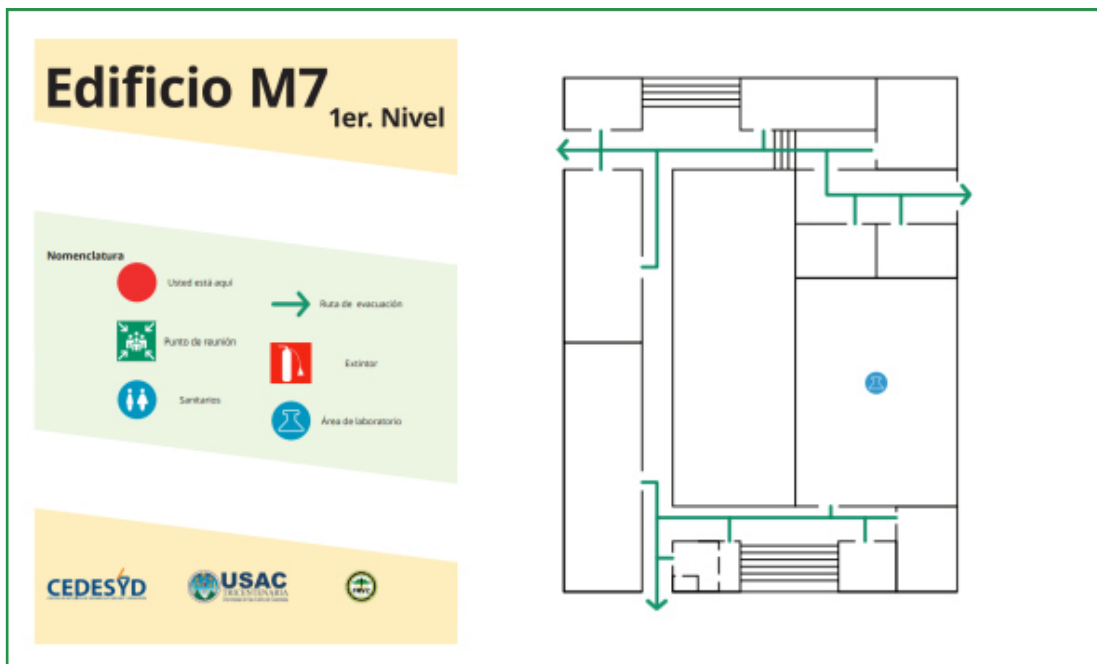 Edificio M7
1er. Nivel
Nomenclatura
Usted está aquí
Ruta de evacuación
Punto de reunión
Extintor
Sanitarios
Área de laboratorio
CEDESYD
USAC
TRICENTENARIA